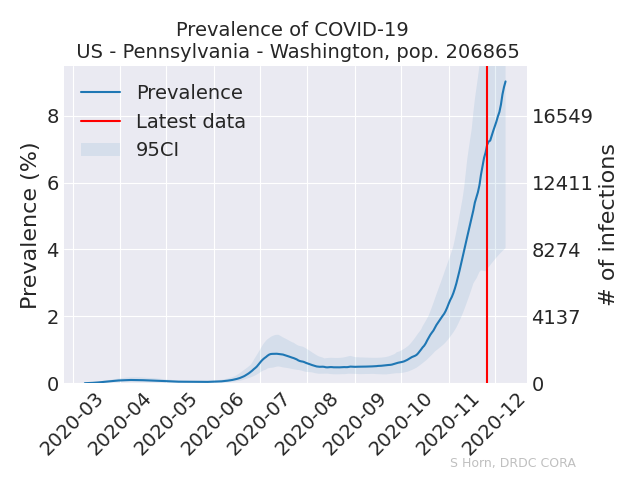 Prevalence of COVID-19
US - Pennsylvania - Washington, pop. 206865
Prevalence
Latest data
95CI
Prevalence (%)
8
6
4
2
0
16549
12411
8274
4137
0
# of infections
2020-03
2020-04
2020-05
2020-06
2020-07
2020-08
2020-09
2020-10
2020-11
2020-12
S Horn, DRDC CORA